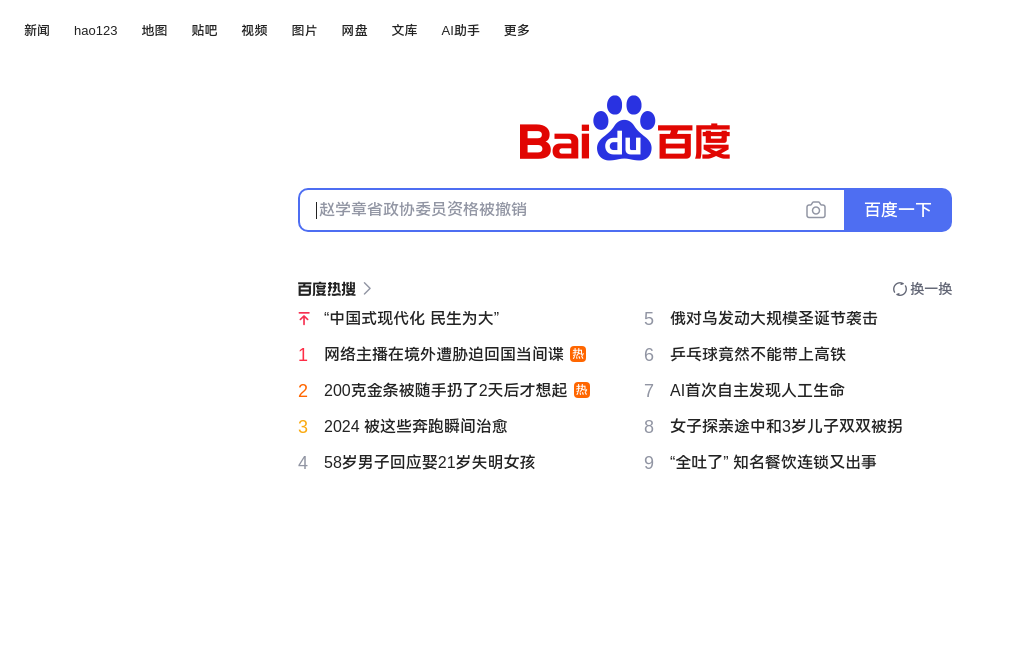 新闻 hao123 地图 贴吧 视频 图片 网盘 文库 AI助手 更多
Bai du 百度
赵学章省政协委员资格被撤销 百度一下
百度热搜 换一换
“中国式现代化 民生为大”
1 网络主播在境外遭胁迫回国当间谍 热
2 200克金条被随手扔了2天后才想起 热
3 2024 被这些奔跑瞬间治愈
4 58岁男子回应娶21岁失明女孩
5 俄对乌发动大规模圣诞节袭击
6 乒乓球竟然不能带上高铁
7 AI首次自主发现人工生命
8 女子探亲途中和3岁儿子双双被拐
9 “全吐了” 知名餐饮连锁又出事